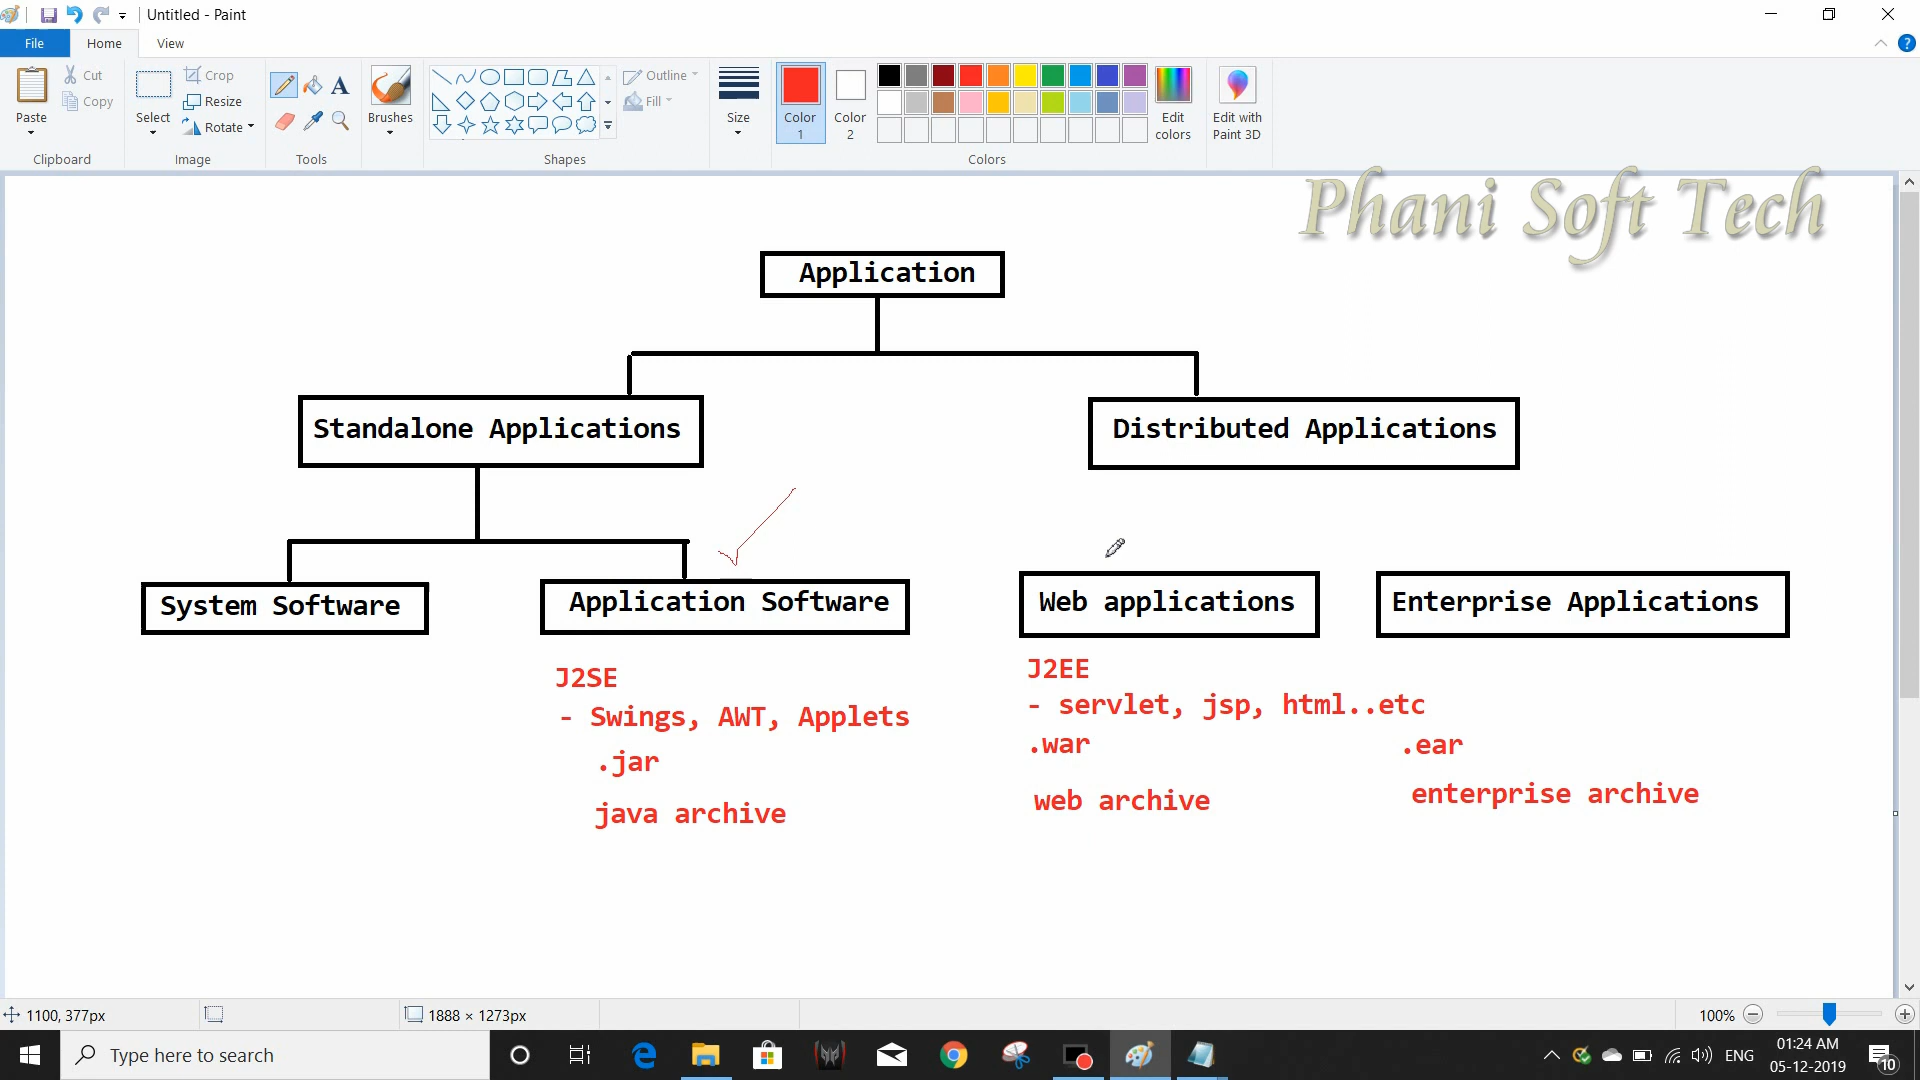 Untitled - Paint
File Home View
Cut
Copy
Paste
Clipboard
Select
Crop
Resize
Rotate
Image
A
Tools
Brushes
Shapes
Outline
Fill
Size
Color 1
Color 2
Colors
Edit colors
Edit with Paint 3D
?
Phani Soft Tech
Application
Standalone Applications
Distributed Applications
System Software
Application Software
Web applications
Enterprise Applications
J2SE
- Swings, AWT, Applets
.jar
java archive
J2EE
- servlet, jsp, html..etc
.war
web archive
.ear
enterprise archive
1100, 377px
1888 × 1273px
100%
Type here to search
ENG
01:24 AM
05-12-2019
10